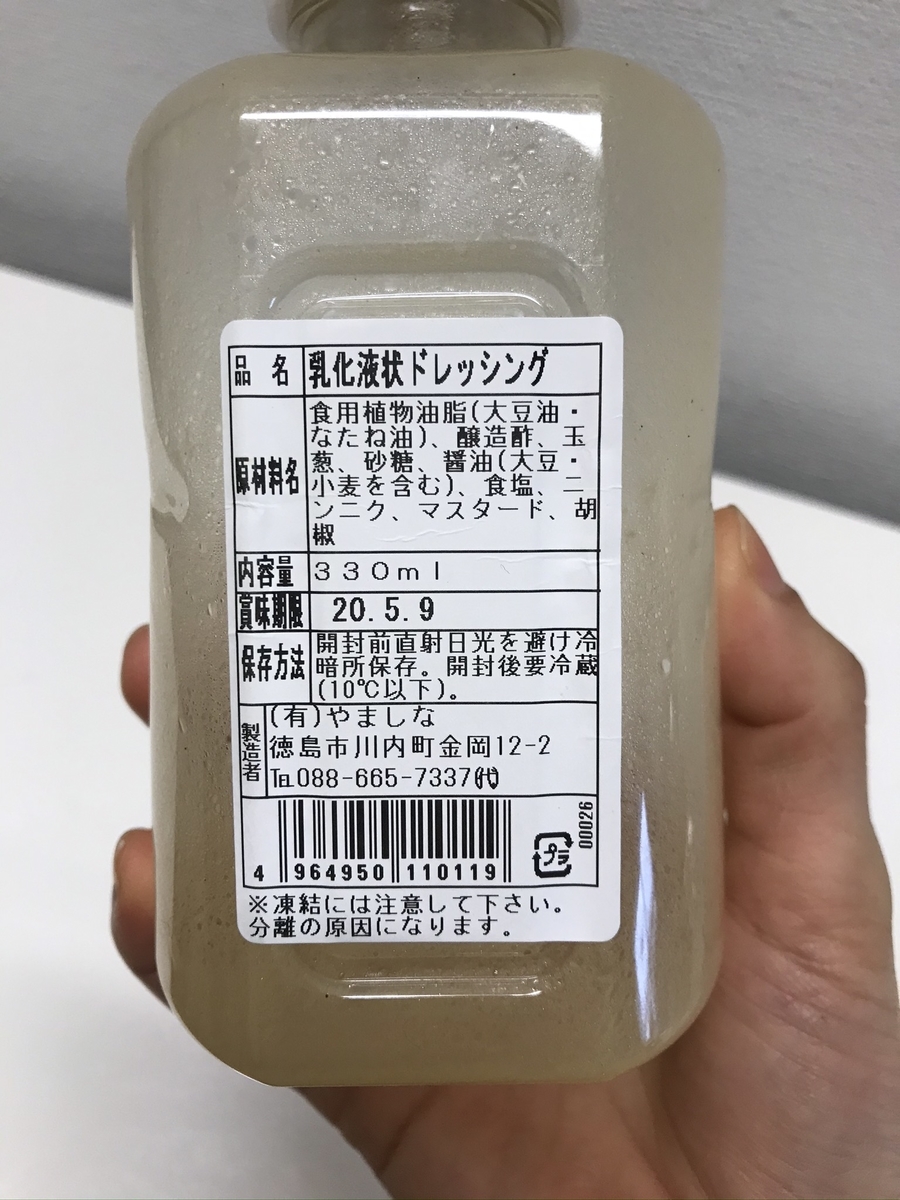 品 名 乳化液状ドレッシング
原材料名 食用植物油脂(大豆油・
なたね油)、醸造酢、玉
葱、砂糖、醤油(大豆・
小麦を含む)、食塩、ニ
ンニク、マスタード、胡
椒
内容量 330ml
賞味期限 20.5.9
保存方法 開封前直射日光を避け冷
暗所保存。開封後要冷蔵
(10℃以下)。
製造者 (有)やましな
徳島市川内町金岡12-2
℡088-665-7337㈹
4 964950 110119
プラ
00026
※凍結には注意して下さい。
分離の原因になります。